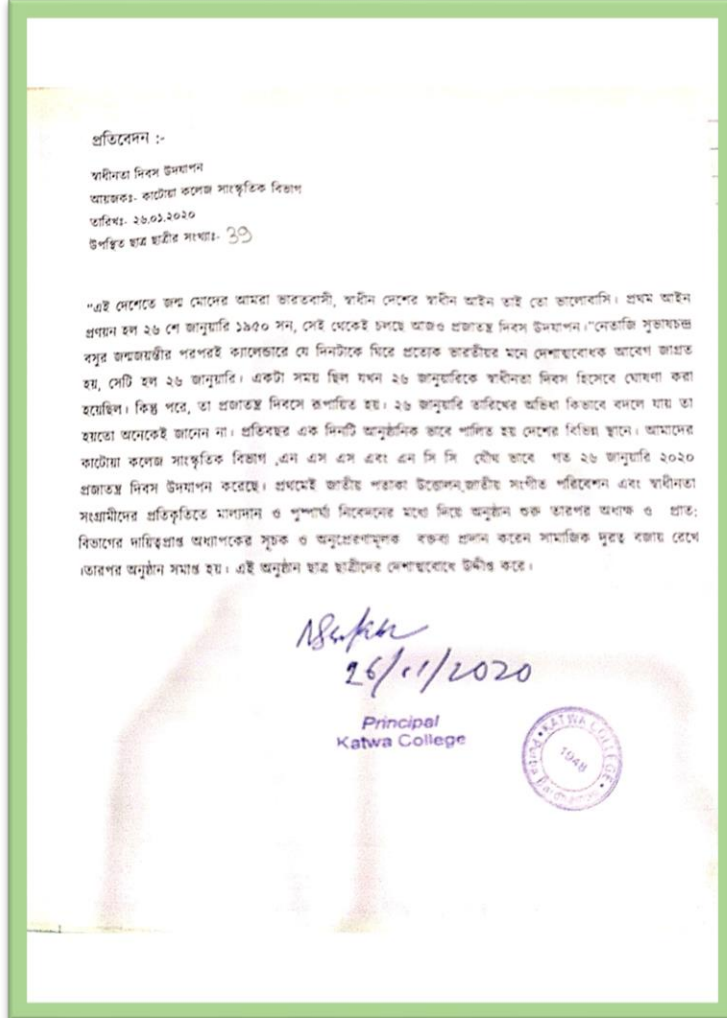 প্রতিবেদন :-
স্বাধীনতা দিবস উদযাপন
আয়জকঃ- কাটোয়া কলেজ সাংস্কৃতিক বিভাগ
তারিখঃ- ২৬.০১.২০২০
উপস্থিত ছাত্র ছাত্রীর সংখ্যাঃ- 39
"এই দেশেতে জন্ম মোদের আমরা ভারতবাসী, স্বাধীন দেশের স্বাধীন আইন তাই তো ভালোবাসি। প্রথম আইন
প্রণয়ন হল ২৬ শে জানুয়ারি ১৯৫০ সন, সেই থেকেই চলছে আজও প্রজাতন্ত্র দিবস উদযাপন।"নেতাজি সুভাষচন্দ্র
বসুর জন্মজয়ন্তীর পরপরই ক্যালেন্ডারে যে দিনটাকে ঘিরে প্রত্যেক ভারতীয়র মনে দেশাত্মবোধক আবেগ জাগ্রত
হয়, সেটি হল ২৬ জানুয়ারি। একটা সময় ছিল যখন ২৬ জানুয়ারিকে স্বাধীনতা দিবস হিসেবে ঘোষণা করা
হয়েছিল। কিন্তু পরে, তা প্রজাতন্ত্র দিবসে রূপায়িত হয়। ২৬ জানুয়ারি তারিখের অভিধা কিভাবে বদলে যায় তা
হয়তো অনেকেই জানেন না। প্রতিবছর এক দিনটি আনুষ্ঠানিক ভাবে পালিত হয় দেশের বিভিন্ন স্থানে। আমাদের
কাটোয়া কলেজ সাংস্কৃতিক বিভাগ ,এন এস এস এবং এন সি সি যৌথ ভাবে গত ২৬ জানুয়ারি ২০২০
প্রজাতন্ত্র দিবস উদযাপন করেছে। প্রথমেই জাতীয় পতাকা উত্তোলন,জাতীয় সংগীত পরিবেশন এবং স্বাধীনতা
সংগ্রামীদের প্রতিকৃতিতে মাল্যদান ও পুষ্পার্ঘ্য নিবেদনের মধ্যে দিয়ে অনুষ্ঠান শুরু তারপর অধ্যক্ষ ও প্রাত:
বিভাগের দায়িত্বপ্রাপ্ত অধ্যাপকের সূচক ও অনুপ্রেরণামূলক বক্তব্য প্রদান করেন সামাজিক দুরত্ব বজায় রেখে
।তারপর অনুষ্ঠান সমাপ্ত হয়। এই অনুষ্ঠান ছাত্র ছাত্রীদের দেশাত্মবোধে উদ্দীপ্ত করে।
26/11/2020
Principal
Katwa College
KATWA COLLEGE
1948
Purba Bardhaman